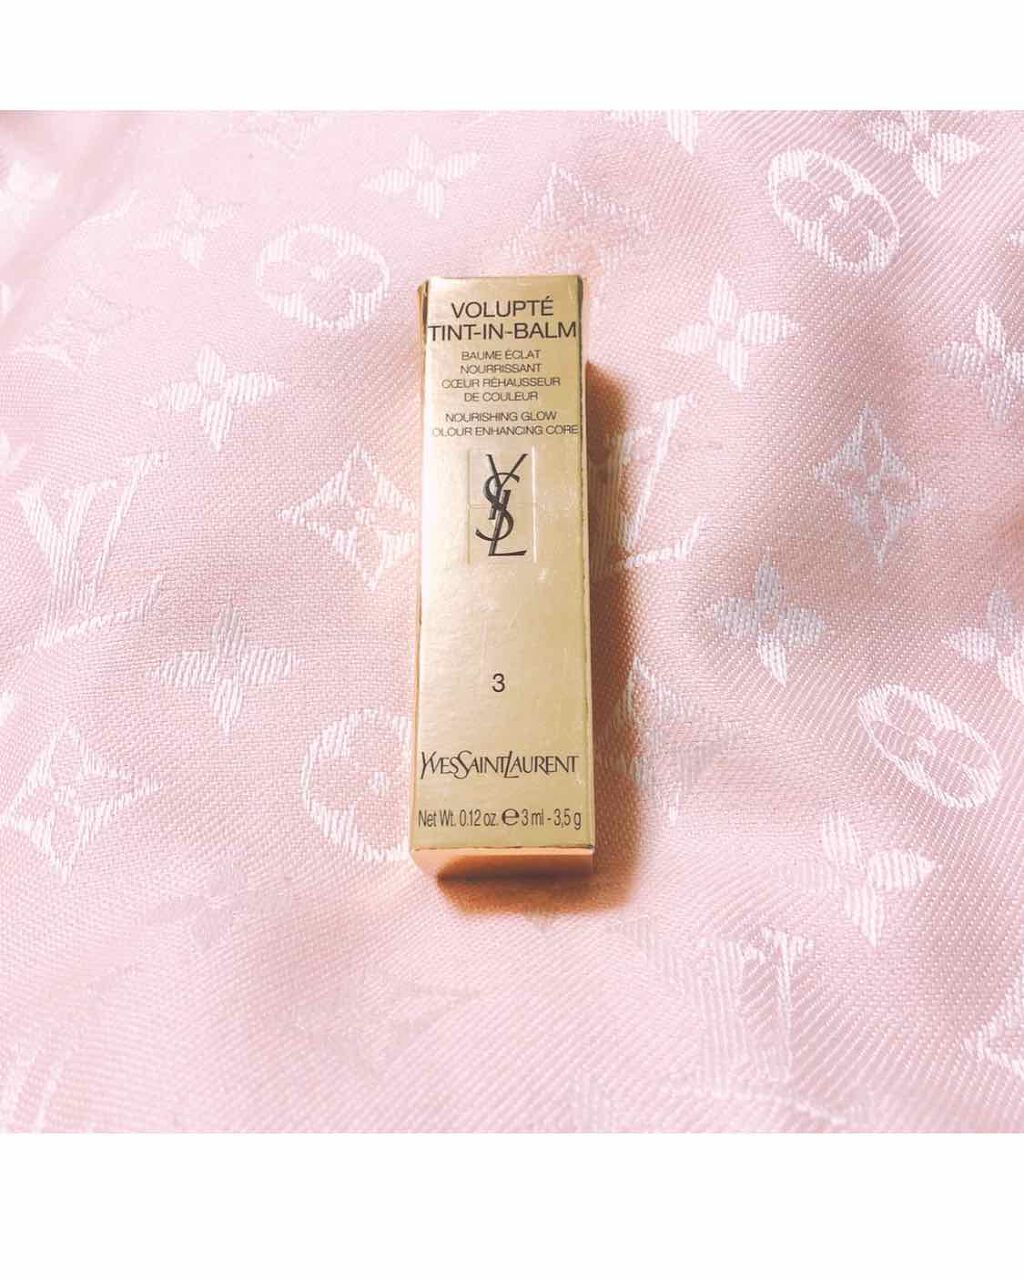 VOLUPTÉ
TINT-IN-BALM
BAUME ÉCLAT
NOURRISSANT
CŒUR RÉHAUSSEUR
DE COULEUR
NOURISHING GLOW
OLOUR ENHANCING CORE
YSL
3
YVESSAINTLAURENT
Net Wt. 0.12 oz. e 3 ml - 3,5 g